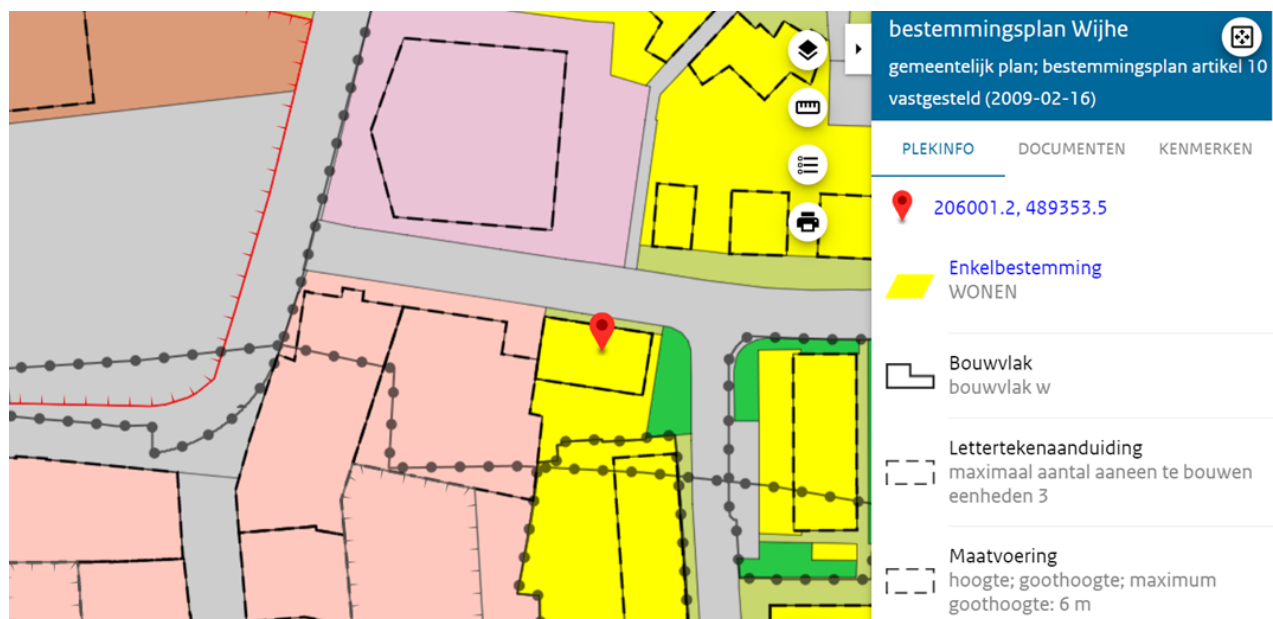 bestemmingsplan Wijhe
gemeentelijk plan; bestemmingsplan artikel 10
vastgesteld (2009-02-16)
PLEKINFO DOCUMENTEN KENMERKEN
206001.2, 489353.5
Enkelbestemming
WONEN
Bouwvlak
bouwvlak w
Lettertekenaanduiding
maximaal aantal aaneen te bouwen
eenheden 3
Maatvoering
hoogte; goothoogte; maximum
goothoogte: 6 m